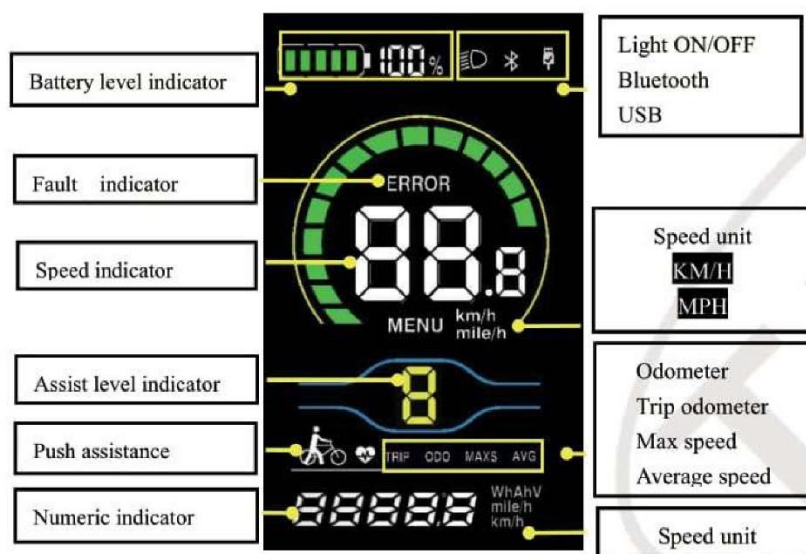 Battery level indicator
100%
Light ON/OFF
Bluetooth
USB
Fault indicator
ERROR
Speed indicator
88.8
Speed unit
KM/H
MPH
MENU
km/h
mile/h
Assist level indicator
8
Odometer
Trip odometer
Max speed
Average speed
Push assistance
TRIP ODO MAXS AVG
Numeric indicator
88888
WhAhV
mile/h
km/h
Speed unit